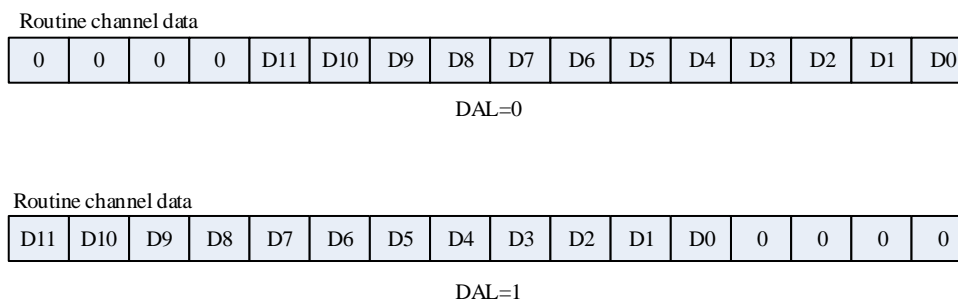 Routine channel data
0 0 0 0 D11 D10 D9 D8 D7 D6 D5 D4 D3 D2 D1 D0
DAL=0
Routine channel data
D11 D10 D9 D8 D7 D6 D5 D4 D3 D2 D1 D0 0 0 0 0
DAL=1